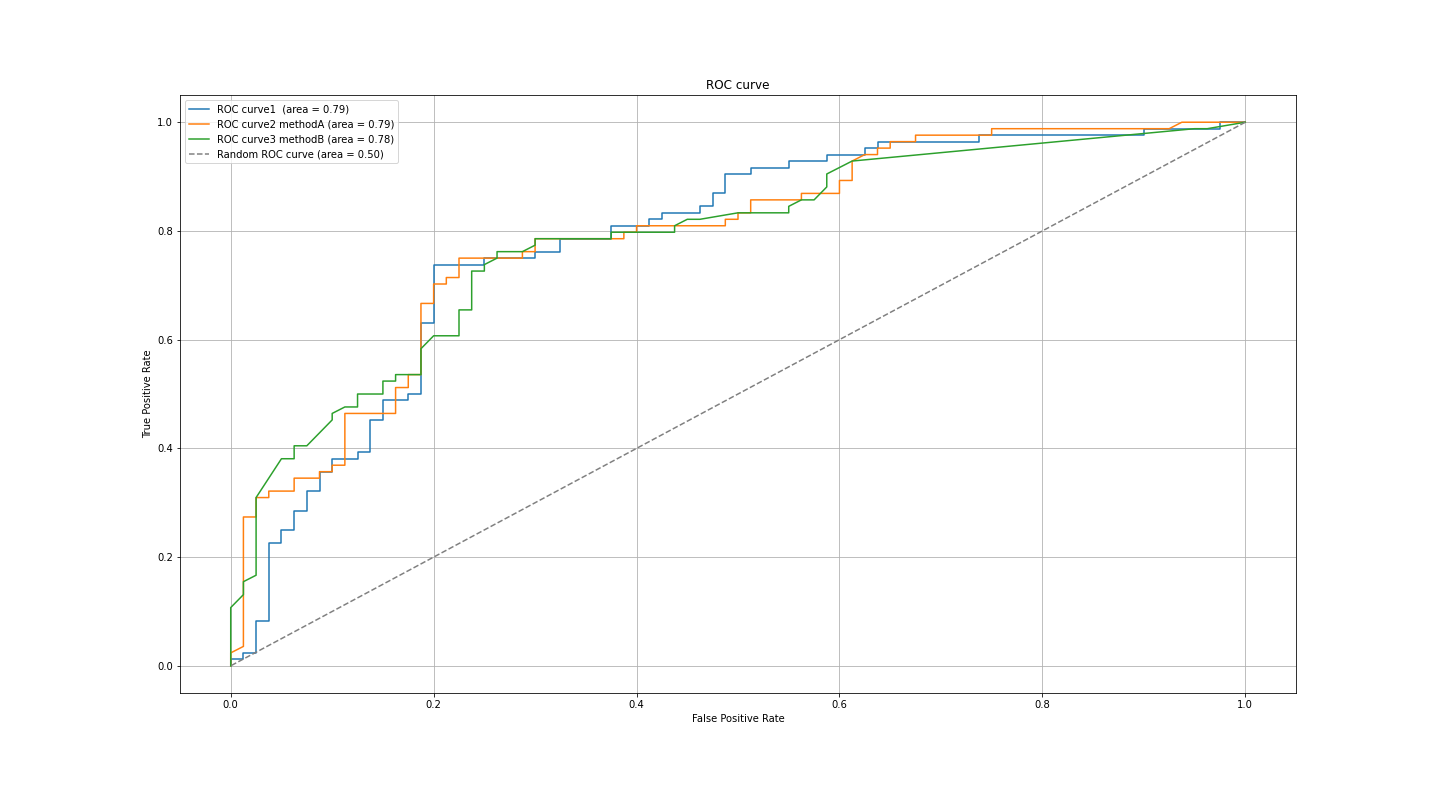 ROC curve
ROC curve1  (area = 0.79)
ROC curve2 methodA (area = 0.79)
ROC curve3 methodB (area = 0.78)
Random ROC curve (area = 0.50)
1.0
0.8
0.6
0.4
0.2
0.0
True Positive Rate
0.0 0.2 0.4 0.6 0.8 1.0
False Positive Rate